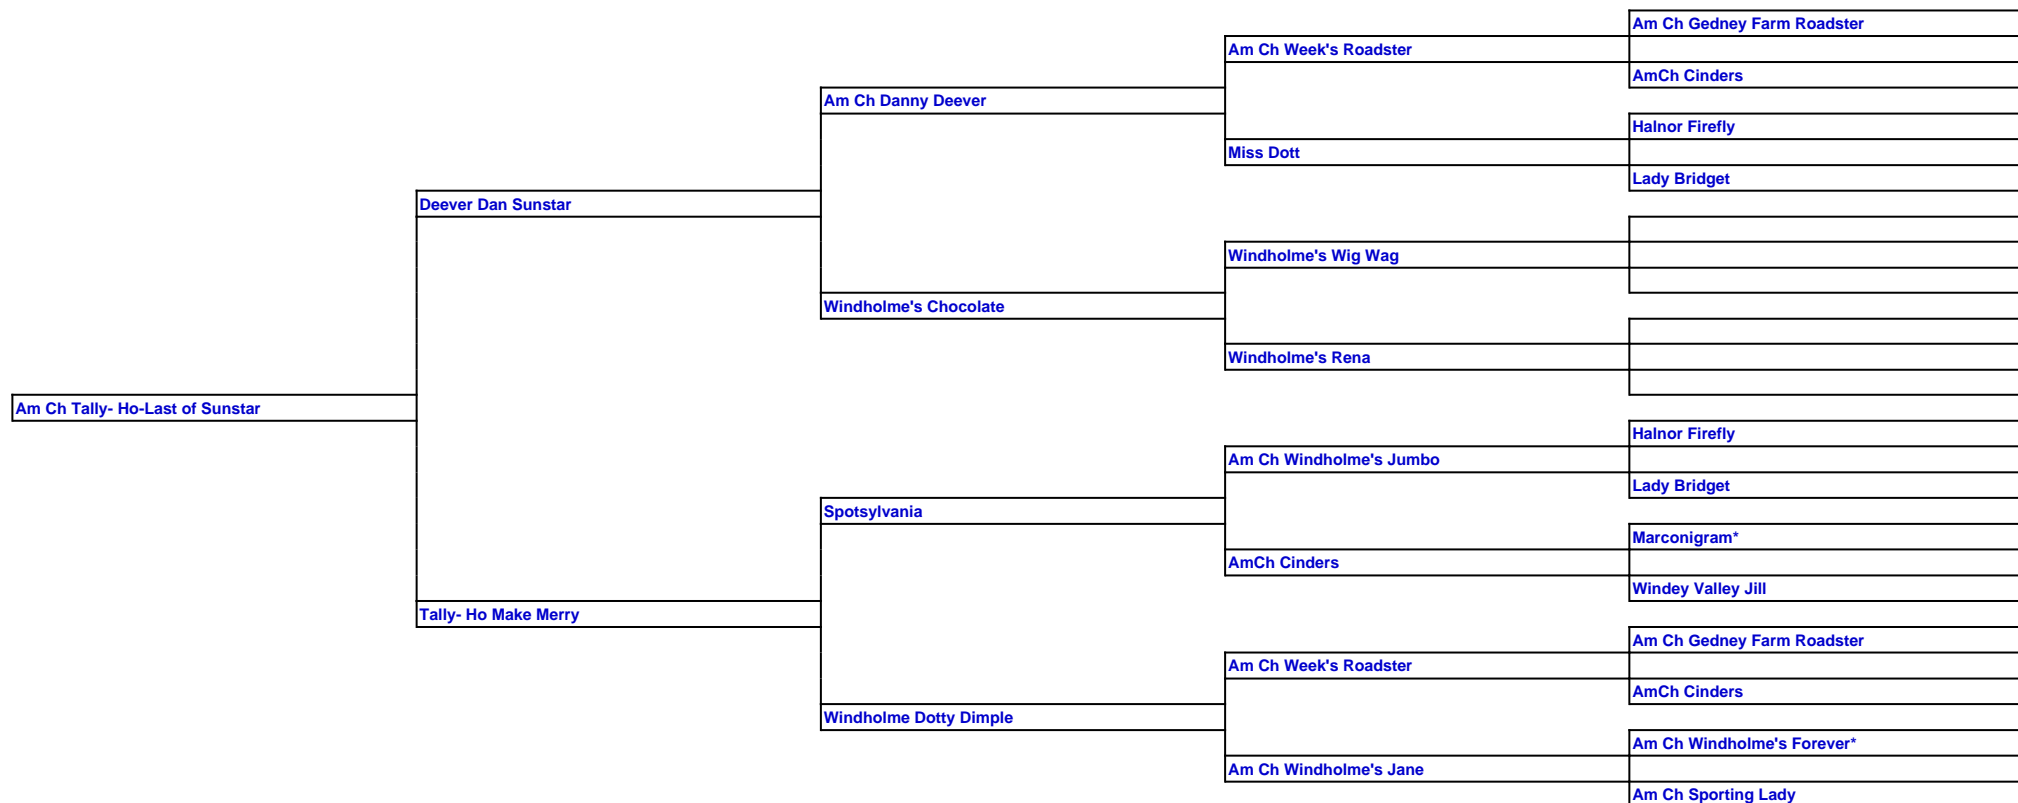 Am Ch Gedney Farm Roadster
Am Ch Week's Roadster
AmCh Cinders
Am Ch Danny Deever
Halnor Firefly
Miss Dott
Lady Bridget
Deever Dan Sunstar
Windholme's Wig Wag
Windholme's Chocolate
Windholme's Rena
Am Ch Tally- Ho-Last of Sunstar
Halnor Firefly
Am Ch Windholme's Jumbo
Lady Bridget
Spotsylvania
Marconigram*
AmCh Cinders
Windey Valley Jill
Tally- Ho Make Merry
Am Ch Gedney Farm Roadster
Am Ch Week's Roadster
AmCh Cinders
Windholme Dotty Dimple
Am Ch Windholme's Forever*
Am Ch Windholme's Jane
Am Ch Sporting Lady